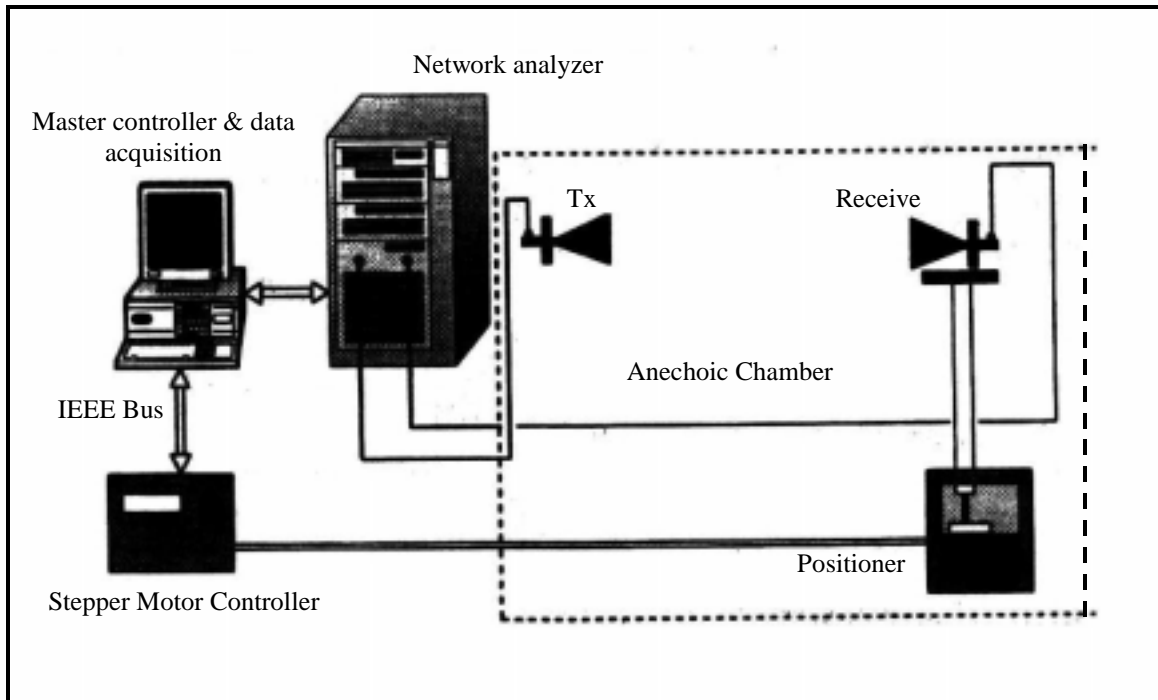 Network analyzer
Master controller & data
acquisition
Tx
Receive
Anechoic Chamber
IEEE Bus
Positioner
Stepper Motor Controller